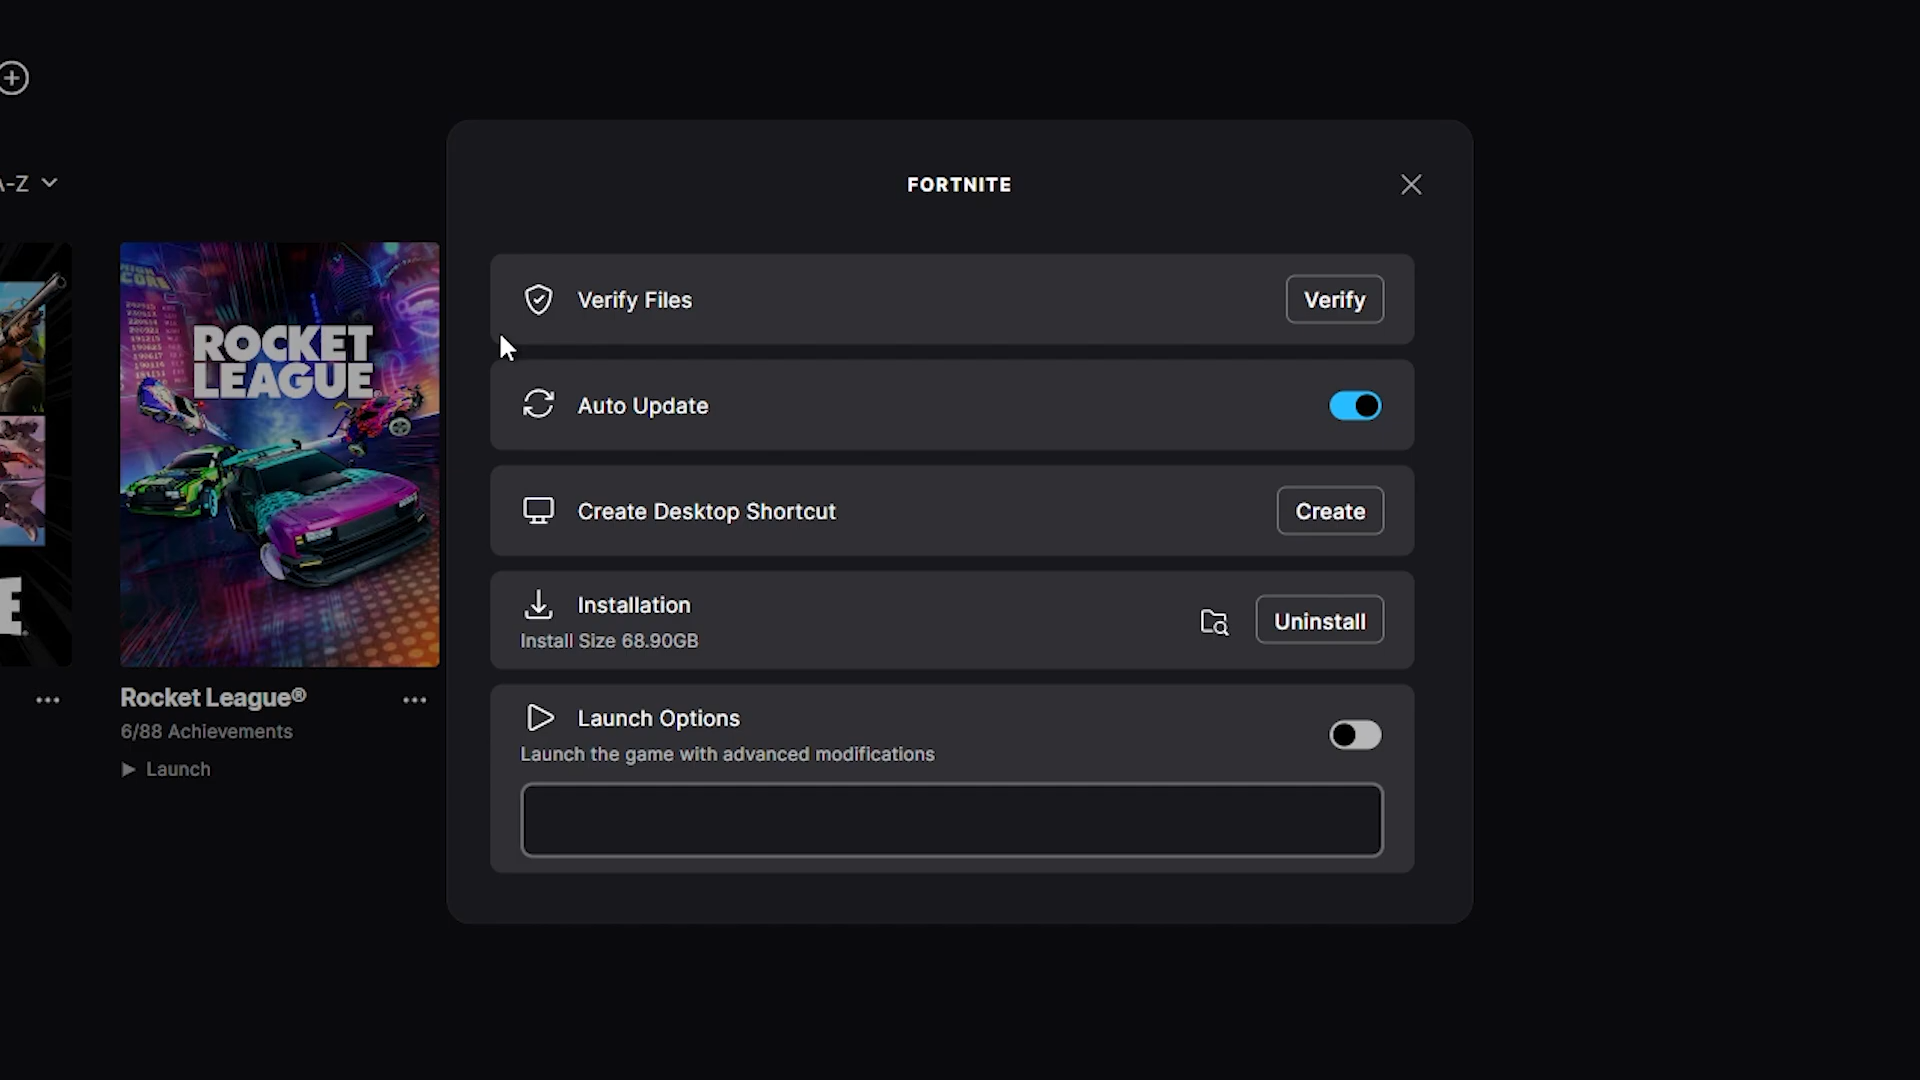 A-Z
FORTNITE
Verify Files
Verify
Auto Update
Create Desktop Shortcut
Create
Installation
Install Size 68.90GB
Uninstall
Launch Options
Launch the game with advanced modifications
ROCKET
LEAGUE
Rocket League®
6/88 Achievements
Launch